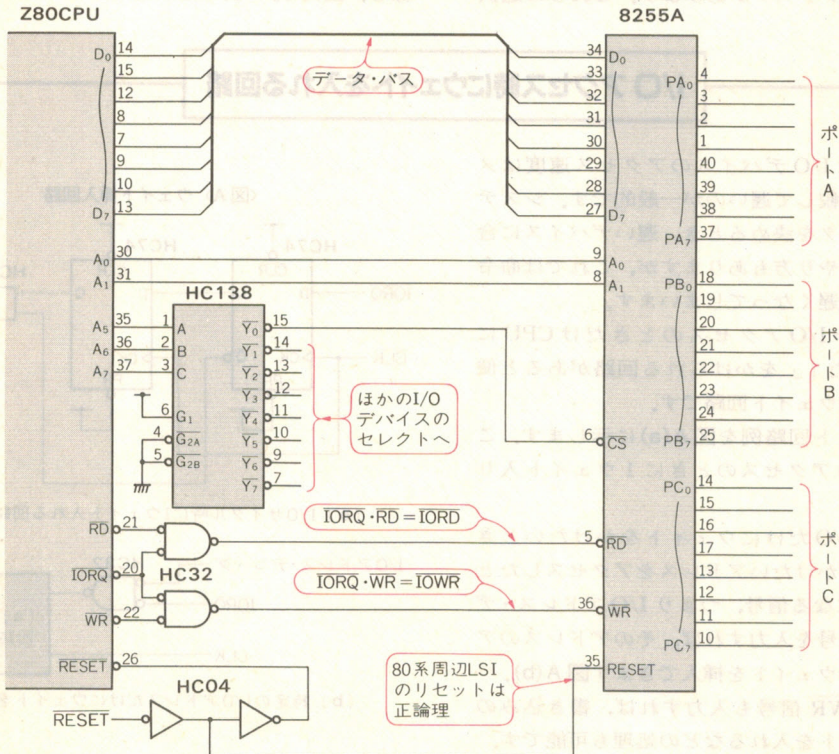 Z80CPU
8255A
D0
14
15
12
8
7
9
10
D7
13
データ・バス
34
D0
33
32
31
30
29
28
27
D7
PA0
4
3
2
1
40
39
38
PA7
37
ポートA
A0
30
A1
31
9
A0
8
A1
PB0
18
19
20
21
22
23
24
PB7
25
ポートB
HC138
A5
35
A6
36
A7
37
1
A
2
B
3
C
6
G1
4
G2A
5
G2B
Y0
15
Y1
14
Y2
13
Y3
12
Y4
11
Y5
10
Y6
9
Y7
7
ほかのI/O
デバイスの
セレクトへ
6
CS
PC0
14
15
16
17
13
12
11
PC7
10
ポートC
RD
21
IORQ
20
WR
22
HC32
IORQ・RD=IORD
5
RD
IORQ・WR=IOWR
36
WR
RESET
26
HC04
RESET
80系周辺LSI
のリセットは
正論理
35
RESET